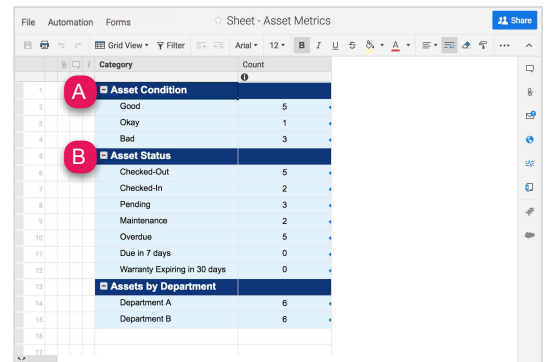 File Automation Forms Sheet - Asset Metrics Share
Grid View Filter Arial 12 B I U S A
Category Count
1 A Asset Condition
2 Good 5
3 Okay 1
4 Bad 3
5 B Asset Status
6 Checked-Out 5
7 Checked-In 2
8 Pending 3
9 Maintenance 2
10 Overdue 5
11 Due in 7 days 0
12 Warranty Expiring in 30 days 0
13 Assets by Department
14 Department A 6
15 Department B 6
16
17